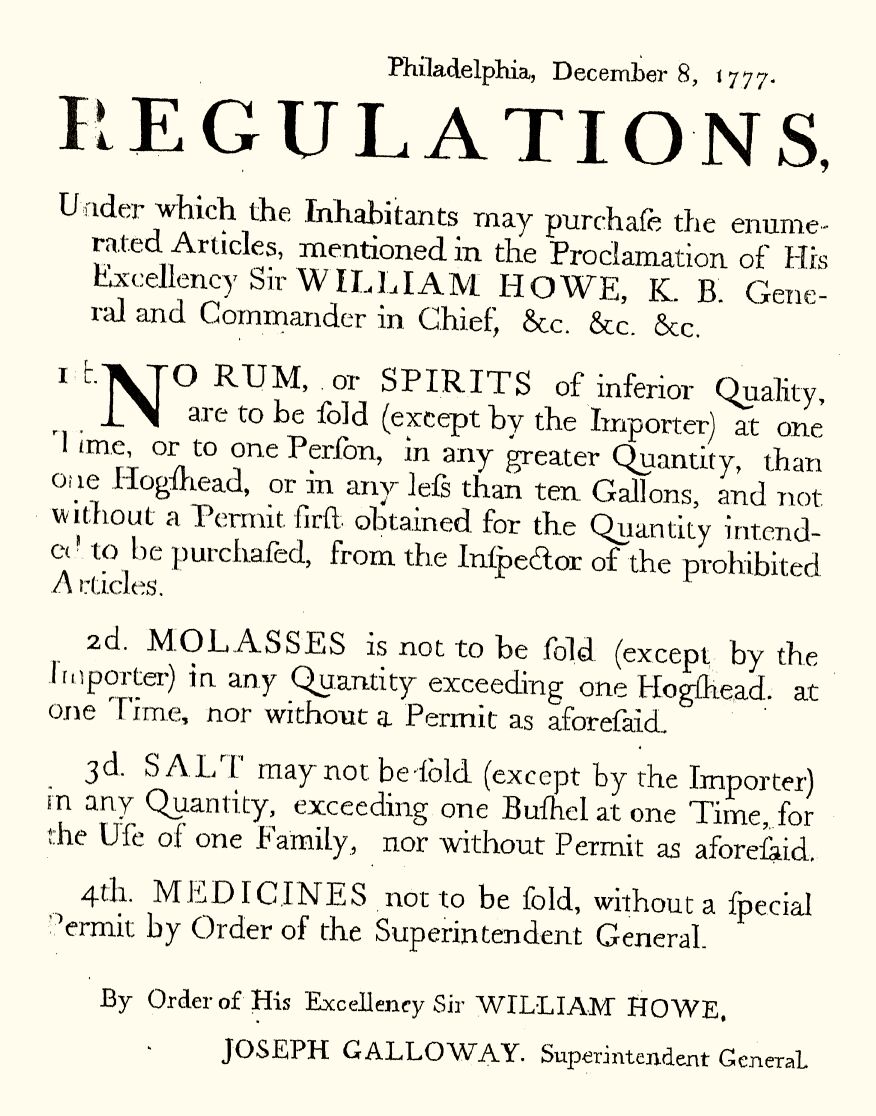 Philadelphia, December 8, 1777.
REGULATIONS,
Under which the Inhabitants may purchaſe the enume-
rated Articles, mentioned in the Proclamation of His
Excellency Sir WILLIAM HOWE, K. B. Gene-
ral and Commander in Chief, &c. &c. &c.
1ſt. NO RUM, or SPIRITS of inferior Quality,
are to be ſold (except by the Importer) at one
Time, or to one Perſon, in any greater Quantity, than
one Hogſhead, or in any leſs than ten Gallons, and not
without a Permit firſt obtained for the Quantity intend-
ed to be purchaſed, from the Inſpector of the prohibited
Articles.
2d. MOLASSES is not to be ſold (except by the
Importer) in any Quantity exceeding one Hogſhead. at
one Time, nor without a Permit as aforeſaid.
3d. SALT may not be ſold (except by the Importer)
in any Quantity, exceeding one Buſhel at one Time, for
the Uſe of one Family, nor without Permit as aforeſaid.
4th. MEDICINES not to be ſold, without a ſpecial
Permit by Order of the Superintendent General.
By Order of His Excellency Sir WILLIAM HOWE,
JOSEPH GALLOWAY. Superintendent General.